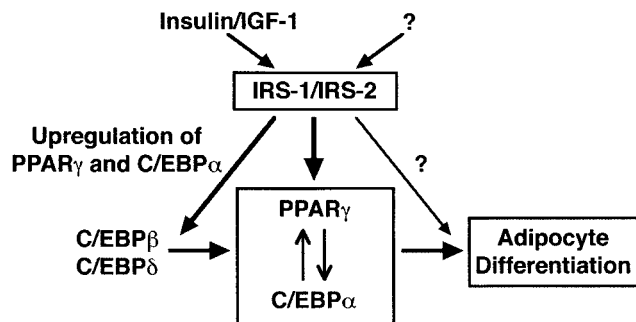 Insulin/IGF-1
?
IRS-1/IRS-2
Upregulation of
PPARγ and C/EBPα
?
PPARγ
C/EBPβ
C/EBPδ
C/EBPα
Adipocyte
Differentiation